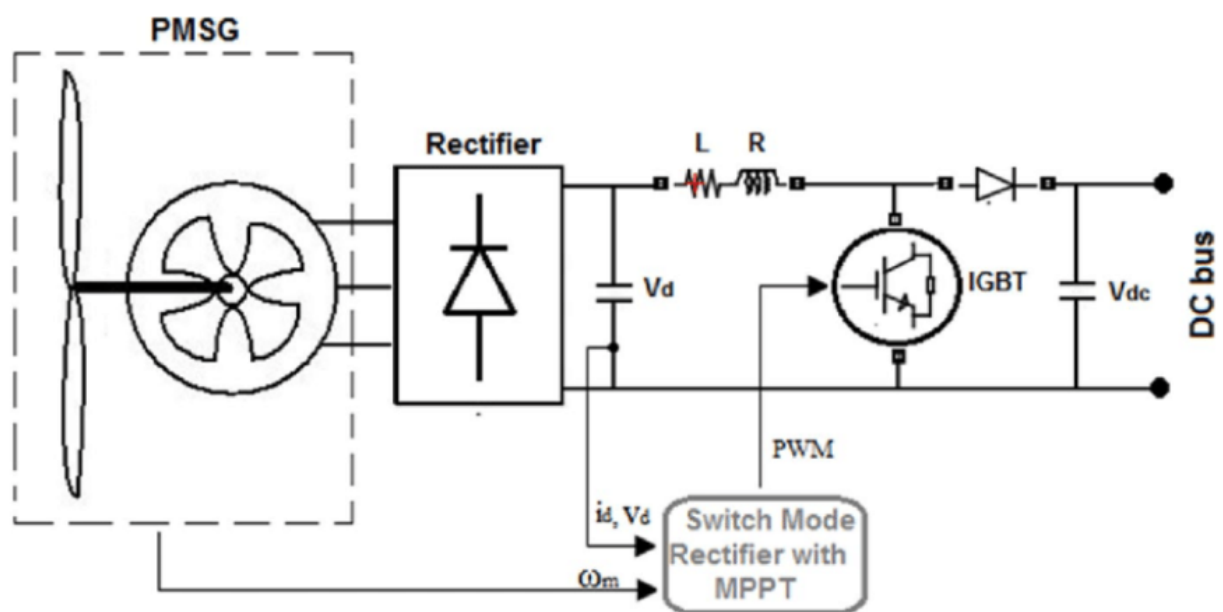 PMSG
Rectifier
L
R
Vd
IGBT
Vdc
DC bus
PWM
id, Vd
ωm
Switch Mode
Rectifier with
MPPT